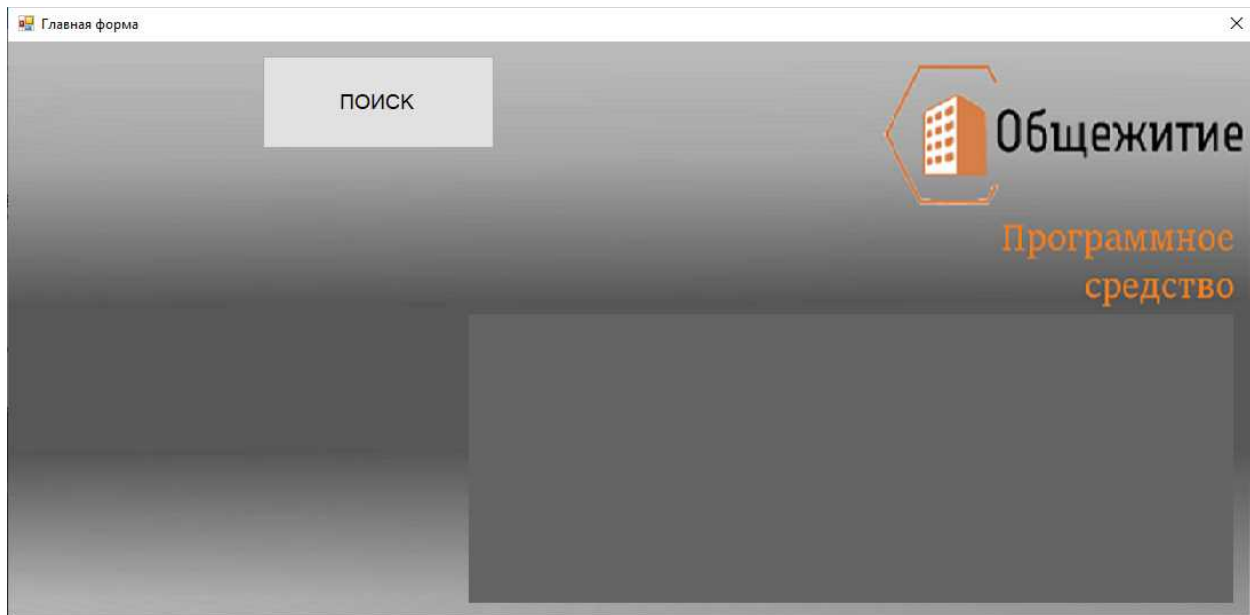 Главная форма
ПОИСК
Общежитие
Программное
средство